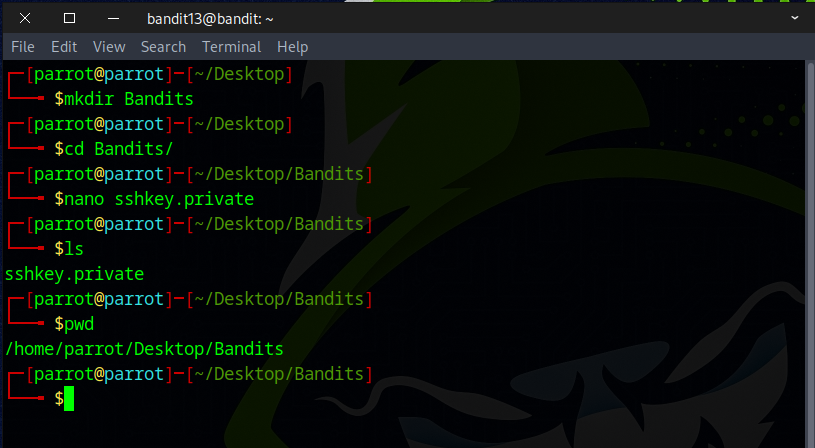 bandit13@bandit: ~
File Edit View Search Terminal Help
┌─[parrot@parrot]─[~/Desktop]
└──╼ $mkdir Bandits
┌─[parrot@parrot]─[~/Desktop]
└──╼ $cd Bandits/
┌─[parrot@parrot]─[~/Desktop/Bandits]
└──╼ $nano sshkey.private
┌─[parrot@parrot]─[~/Desktop/Bandits]
└──╼ $ls
sshkey.private
┌─[parrot@parrot]─[~/Desktop/Bandits]
└──╼ $pwd
/home/parrot/Desktop/Bandits
┌─[parrot@parrot]─[~/Desktop/Bandits]
└──╼ $